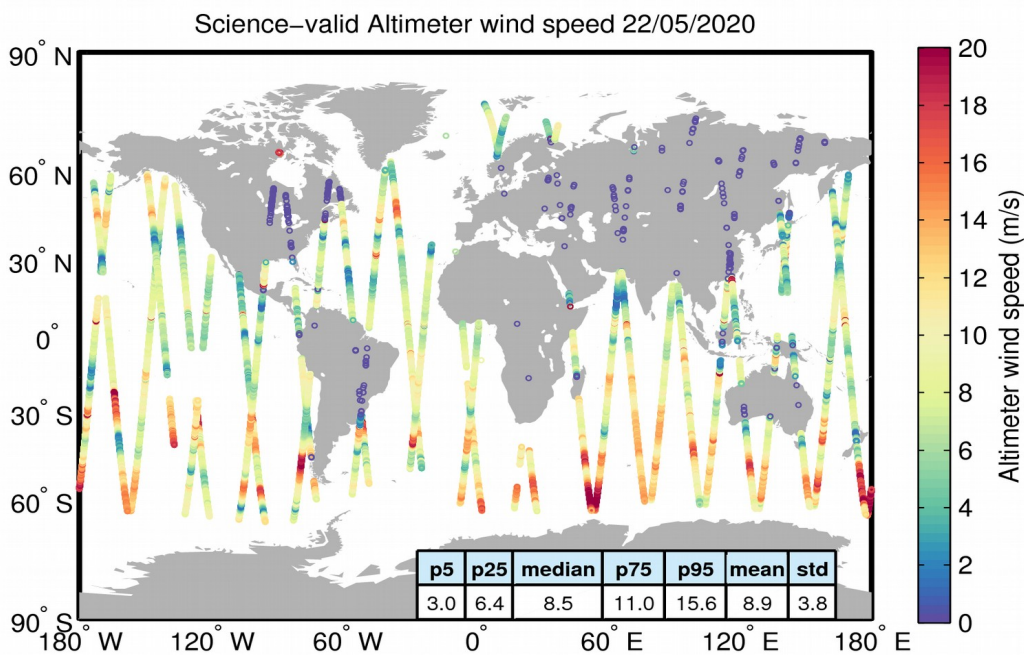 Science−valid Altimeter wind speed 22/05/2020
90° N
60° N
30° N
0°
30° S
60° S
90° S
180° W 120° W 60° W 0° 60° E 120° E 180° E
p5 p25 median p75 p95 mean std
3.0 6.4 8.5 11.0 15.6 8.9 3.8
20
18
16
14
12
10
8
6
4
2
0
Altimeter wind speed (m/s)